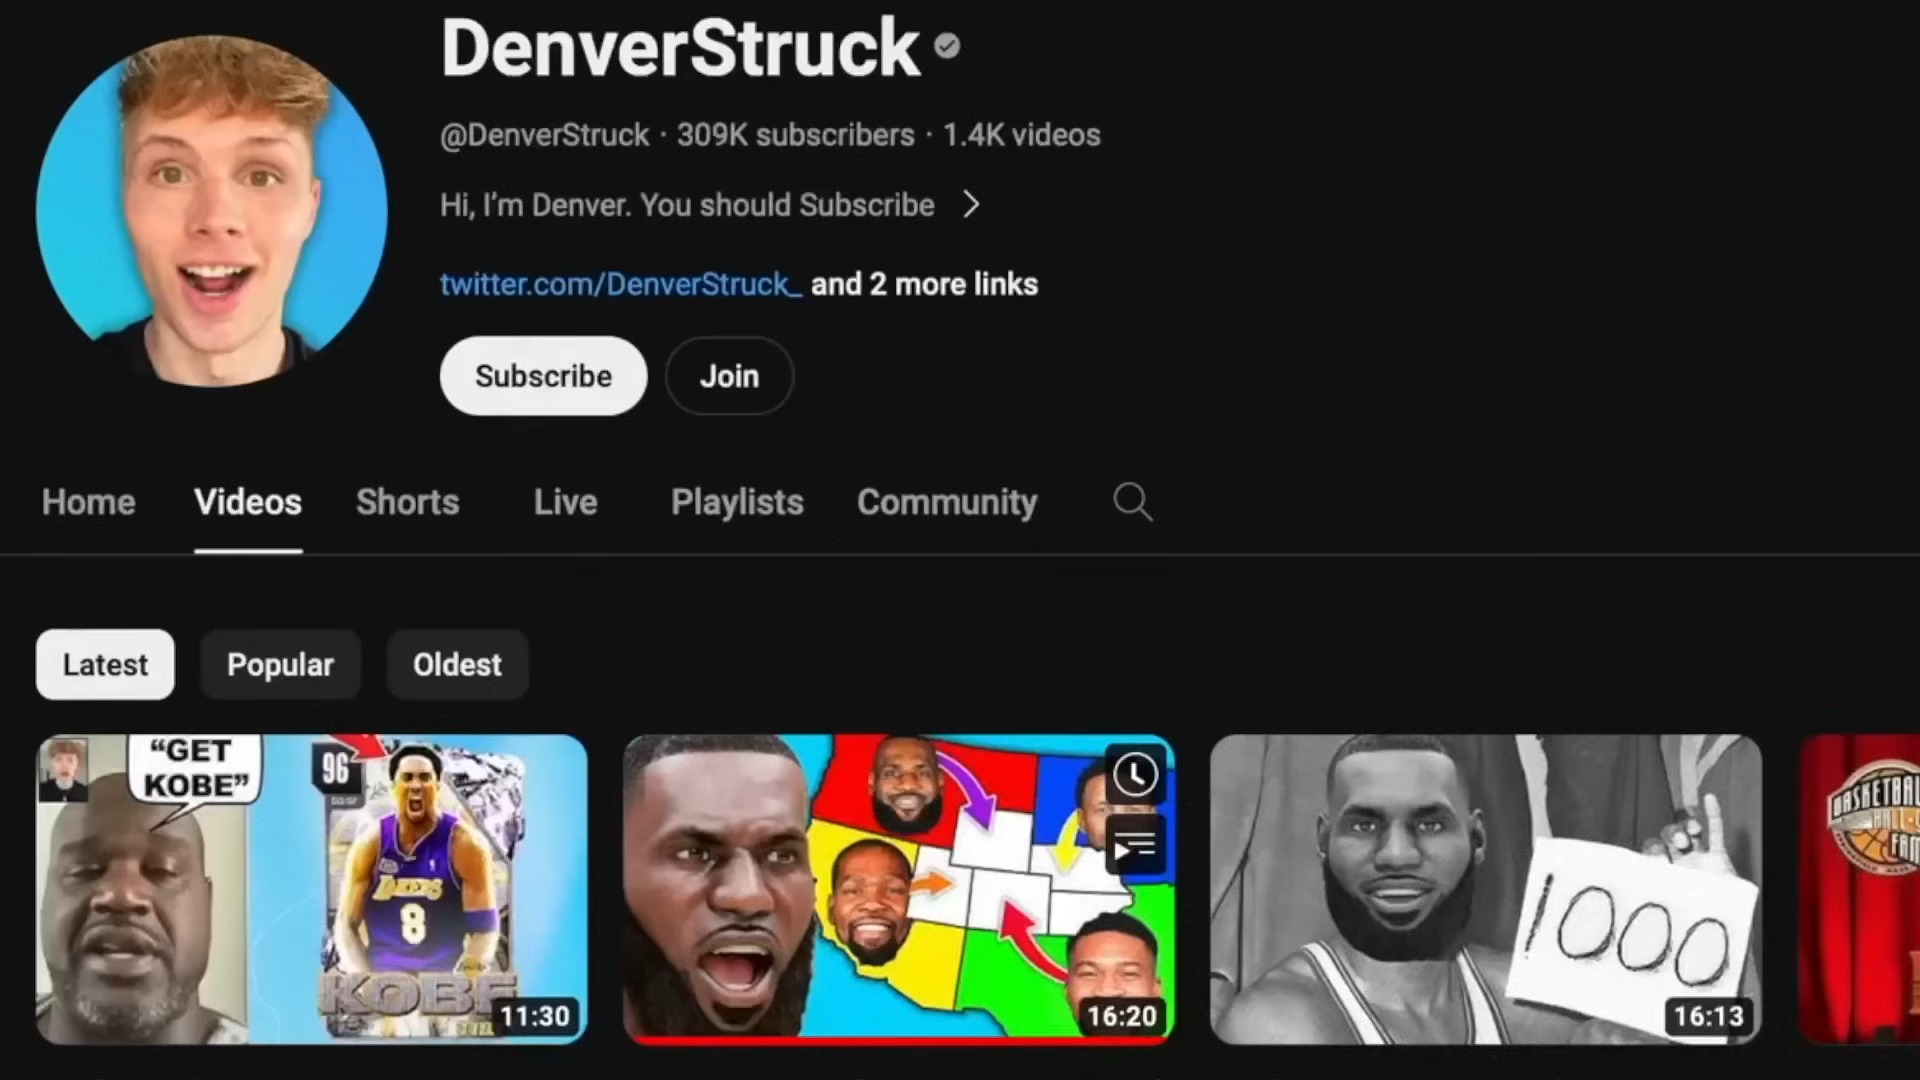 DenverStruck
@DenverStruck · 309K subscribers · 1.4K videos
Hi, I'm Denver. You should Subscribe
twitter.com/DenverStruck_ and 2 more links
Subscribe
Join
Home
Videos
Shorts
Live
Playlists
Community
Latest
Popular
Oldest
"GET
KOBE"
96
LAKERS
8
KOBE
11:30
16:20
1000
16:13